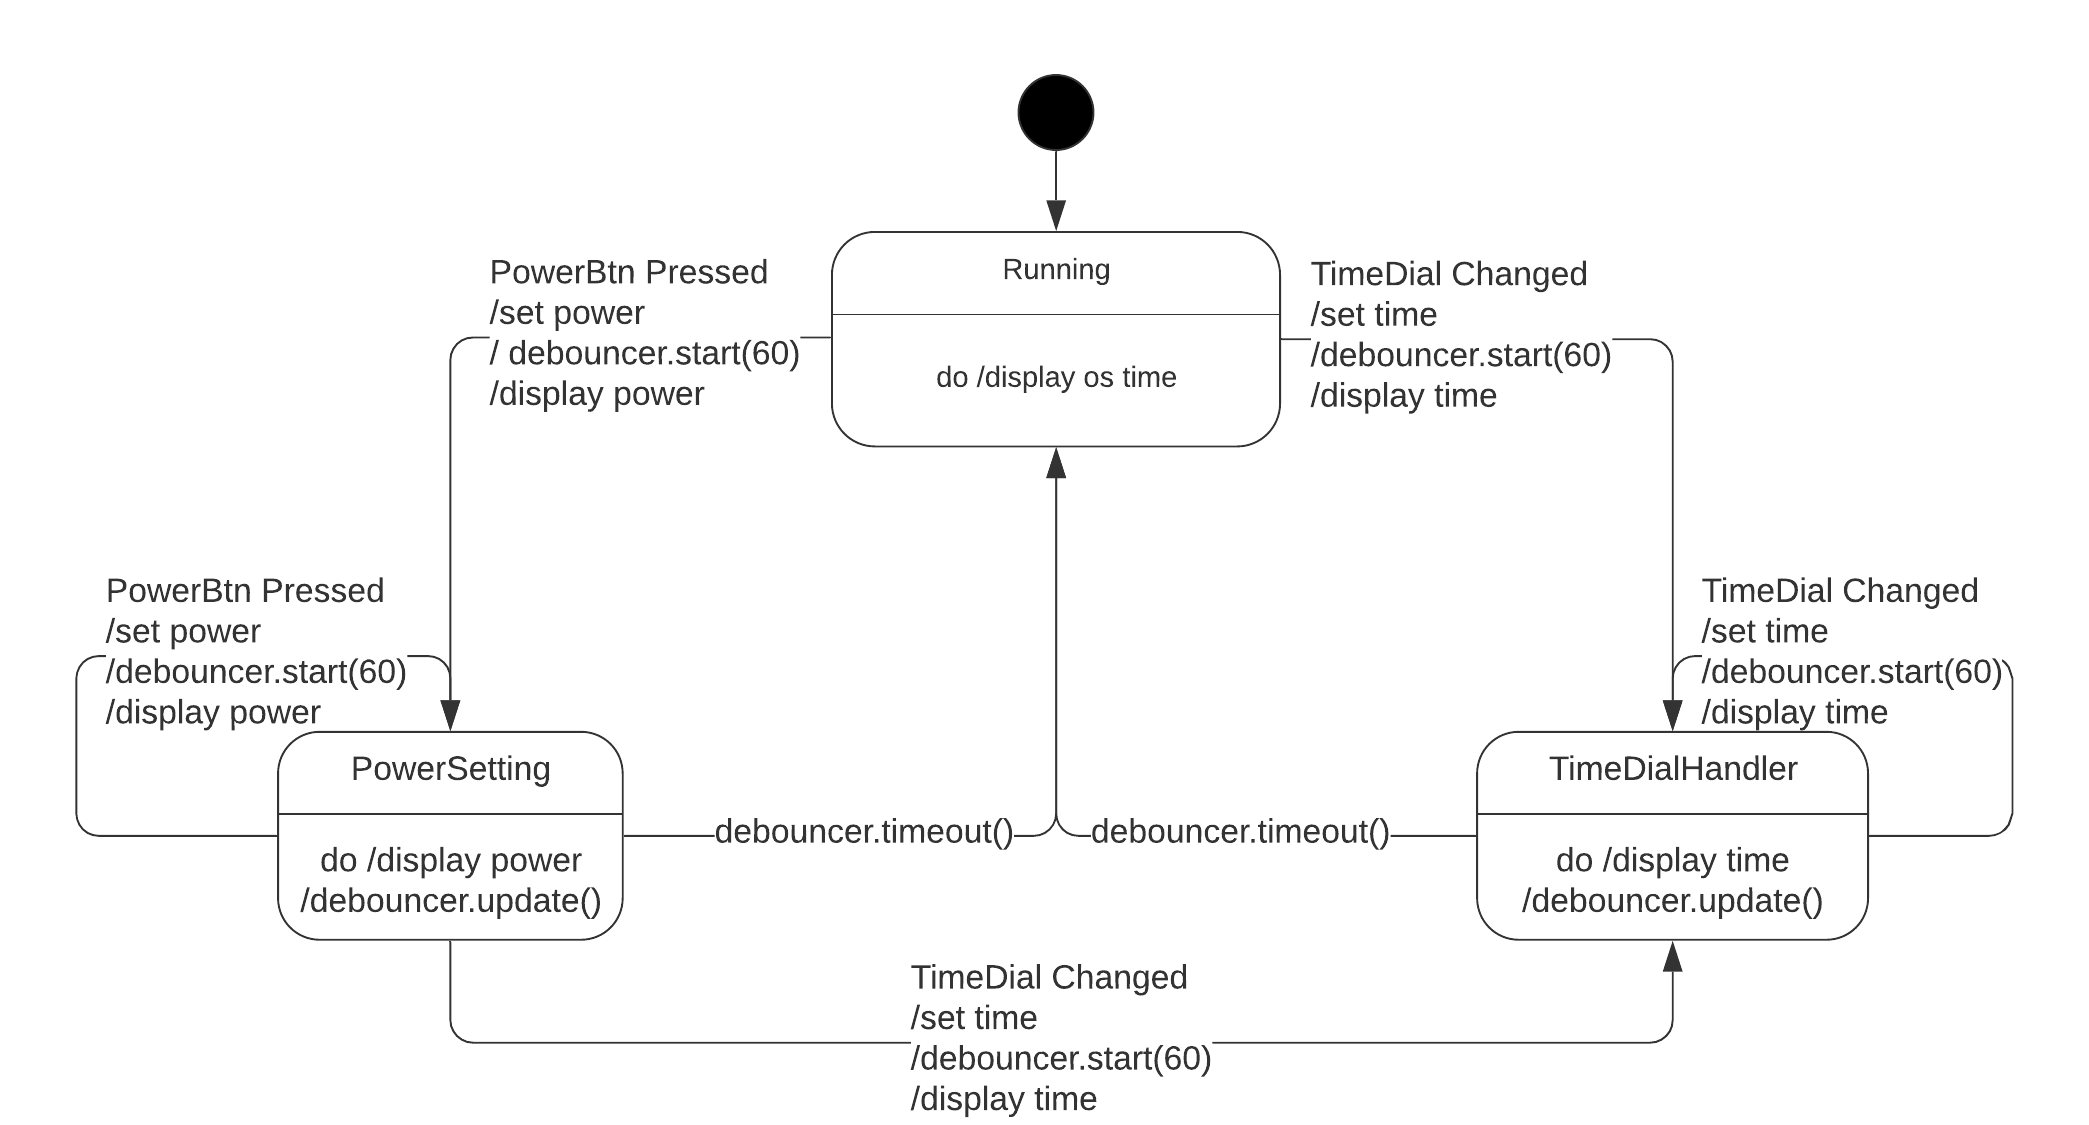 Running
do /display os time
PowerBtn Pressed
/set power
/ debouncer.start(60)
/display power
TimeDial Changed
/set time
/debouncer.start(60)
/display time
PowerBtn Pressed
/set power
/debouncer.start(60)
/display power
TimeDial Changed
/set time
/debouncer.start(60)
/display time
PowerSetting
do /display power
/debouncer.update()
debouncer.timeout()
debouncer.timeout()
TimeDialHandler
do /display time
/debouncer.update()
TimeDial Changed
/set time
/debouncer.start(60)
/display time